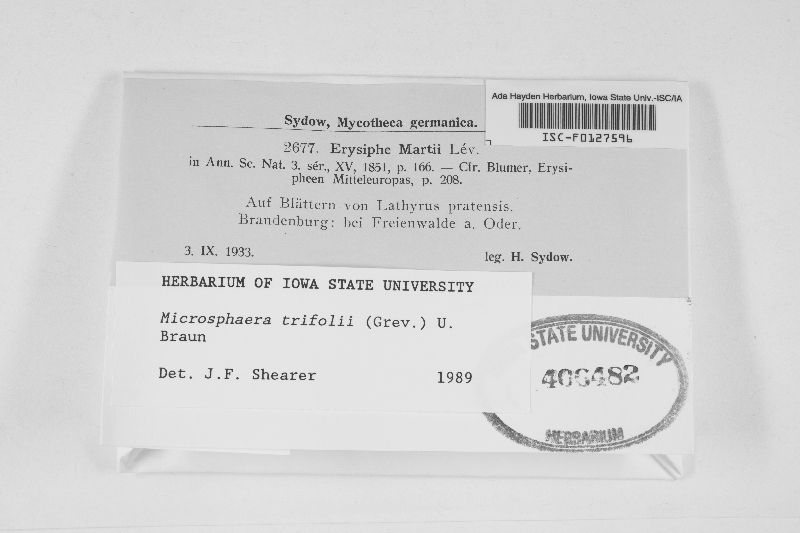 Ada Hayden Herbarium, Iowa State Univ.-ISC/IA
ISC-F0127596
Sydow, Mycotheca germanica.
2677. Erysiphe Martii Lév.
in Ann. Sc. Nat. 3. sér., XV, 1851, p. 166. — Cfr. Blumer, Erysi-
pheen Mitteleuropas, p. 208.
Auf Blättern von Lathyrus pratensis.
Brandenburg: bei Freienwalde a. Oder.
3. IX. 1933.
leg. H. Sydow.
HERBARIUM OF IOWA STATE UNIVERSITY
Microsphaera trifolii (Grev.) U.
Braun
Det. J.F. Shearer 1989
STATE UNIVERSITY
466482
HERBARIUM